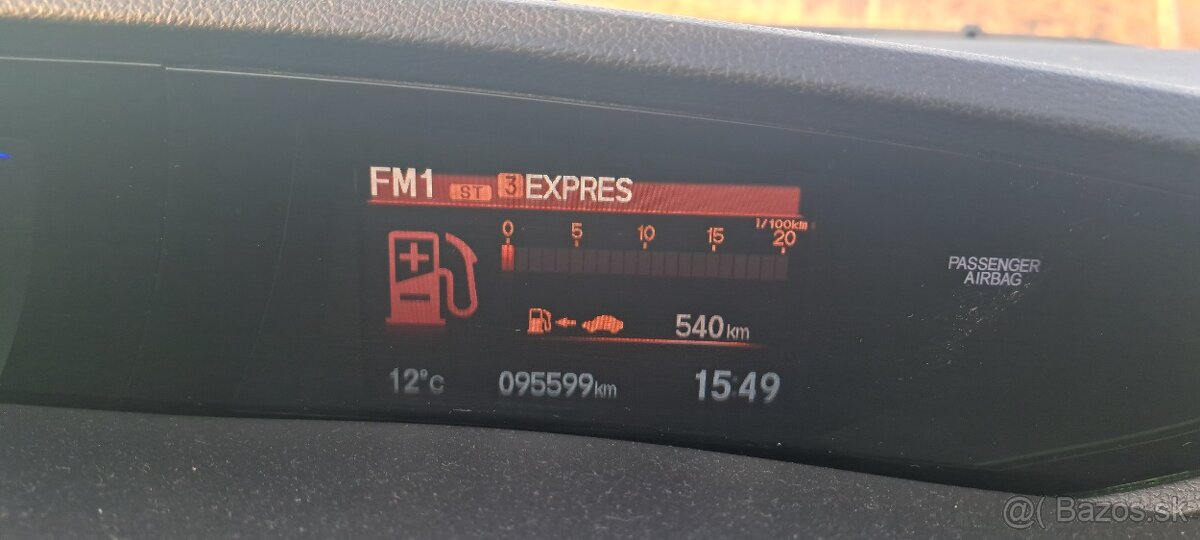 FM1 ST 3 EXPRES
l/100km
0 5 10 15 20
PASSENGER
AIRBAG
540km
12°C 095599km 15:49
@( Bazos.sk